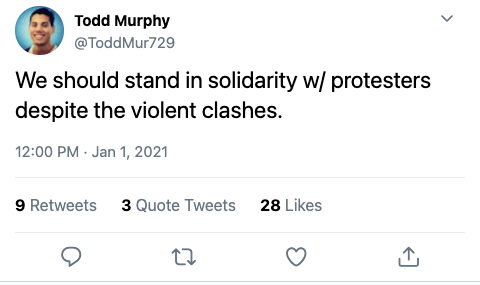 Todd Murphy
@ToddMur729
We should stand in solidarity w/ protesters
despite the violent clashes.
12:00 PM · Jan 1, 2021
9 Retweets 3 Quote Tweets 28 Likes